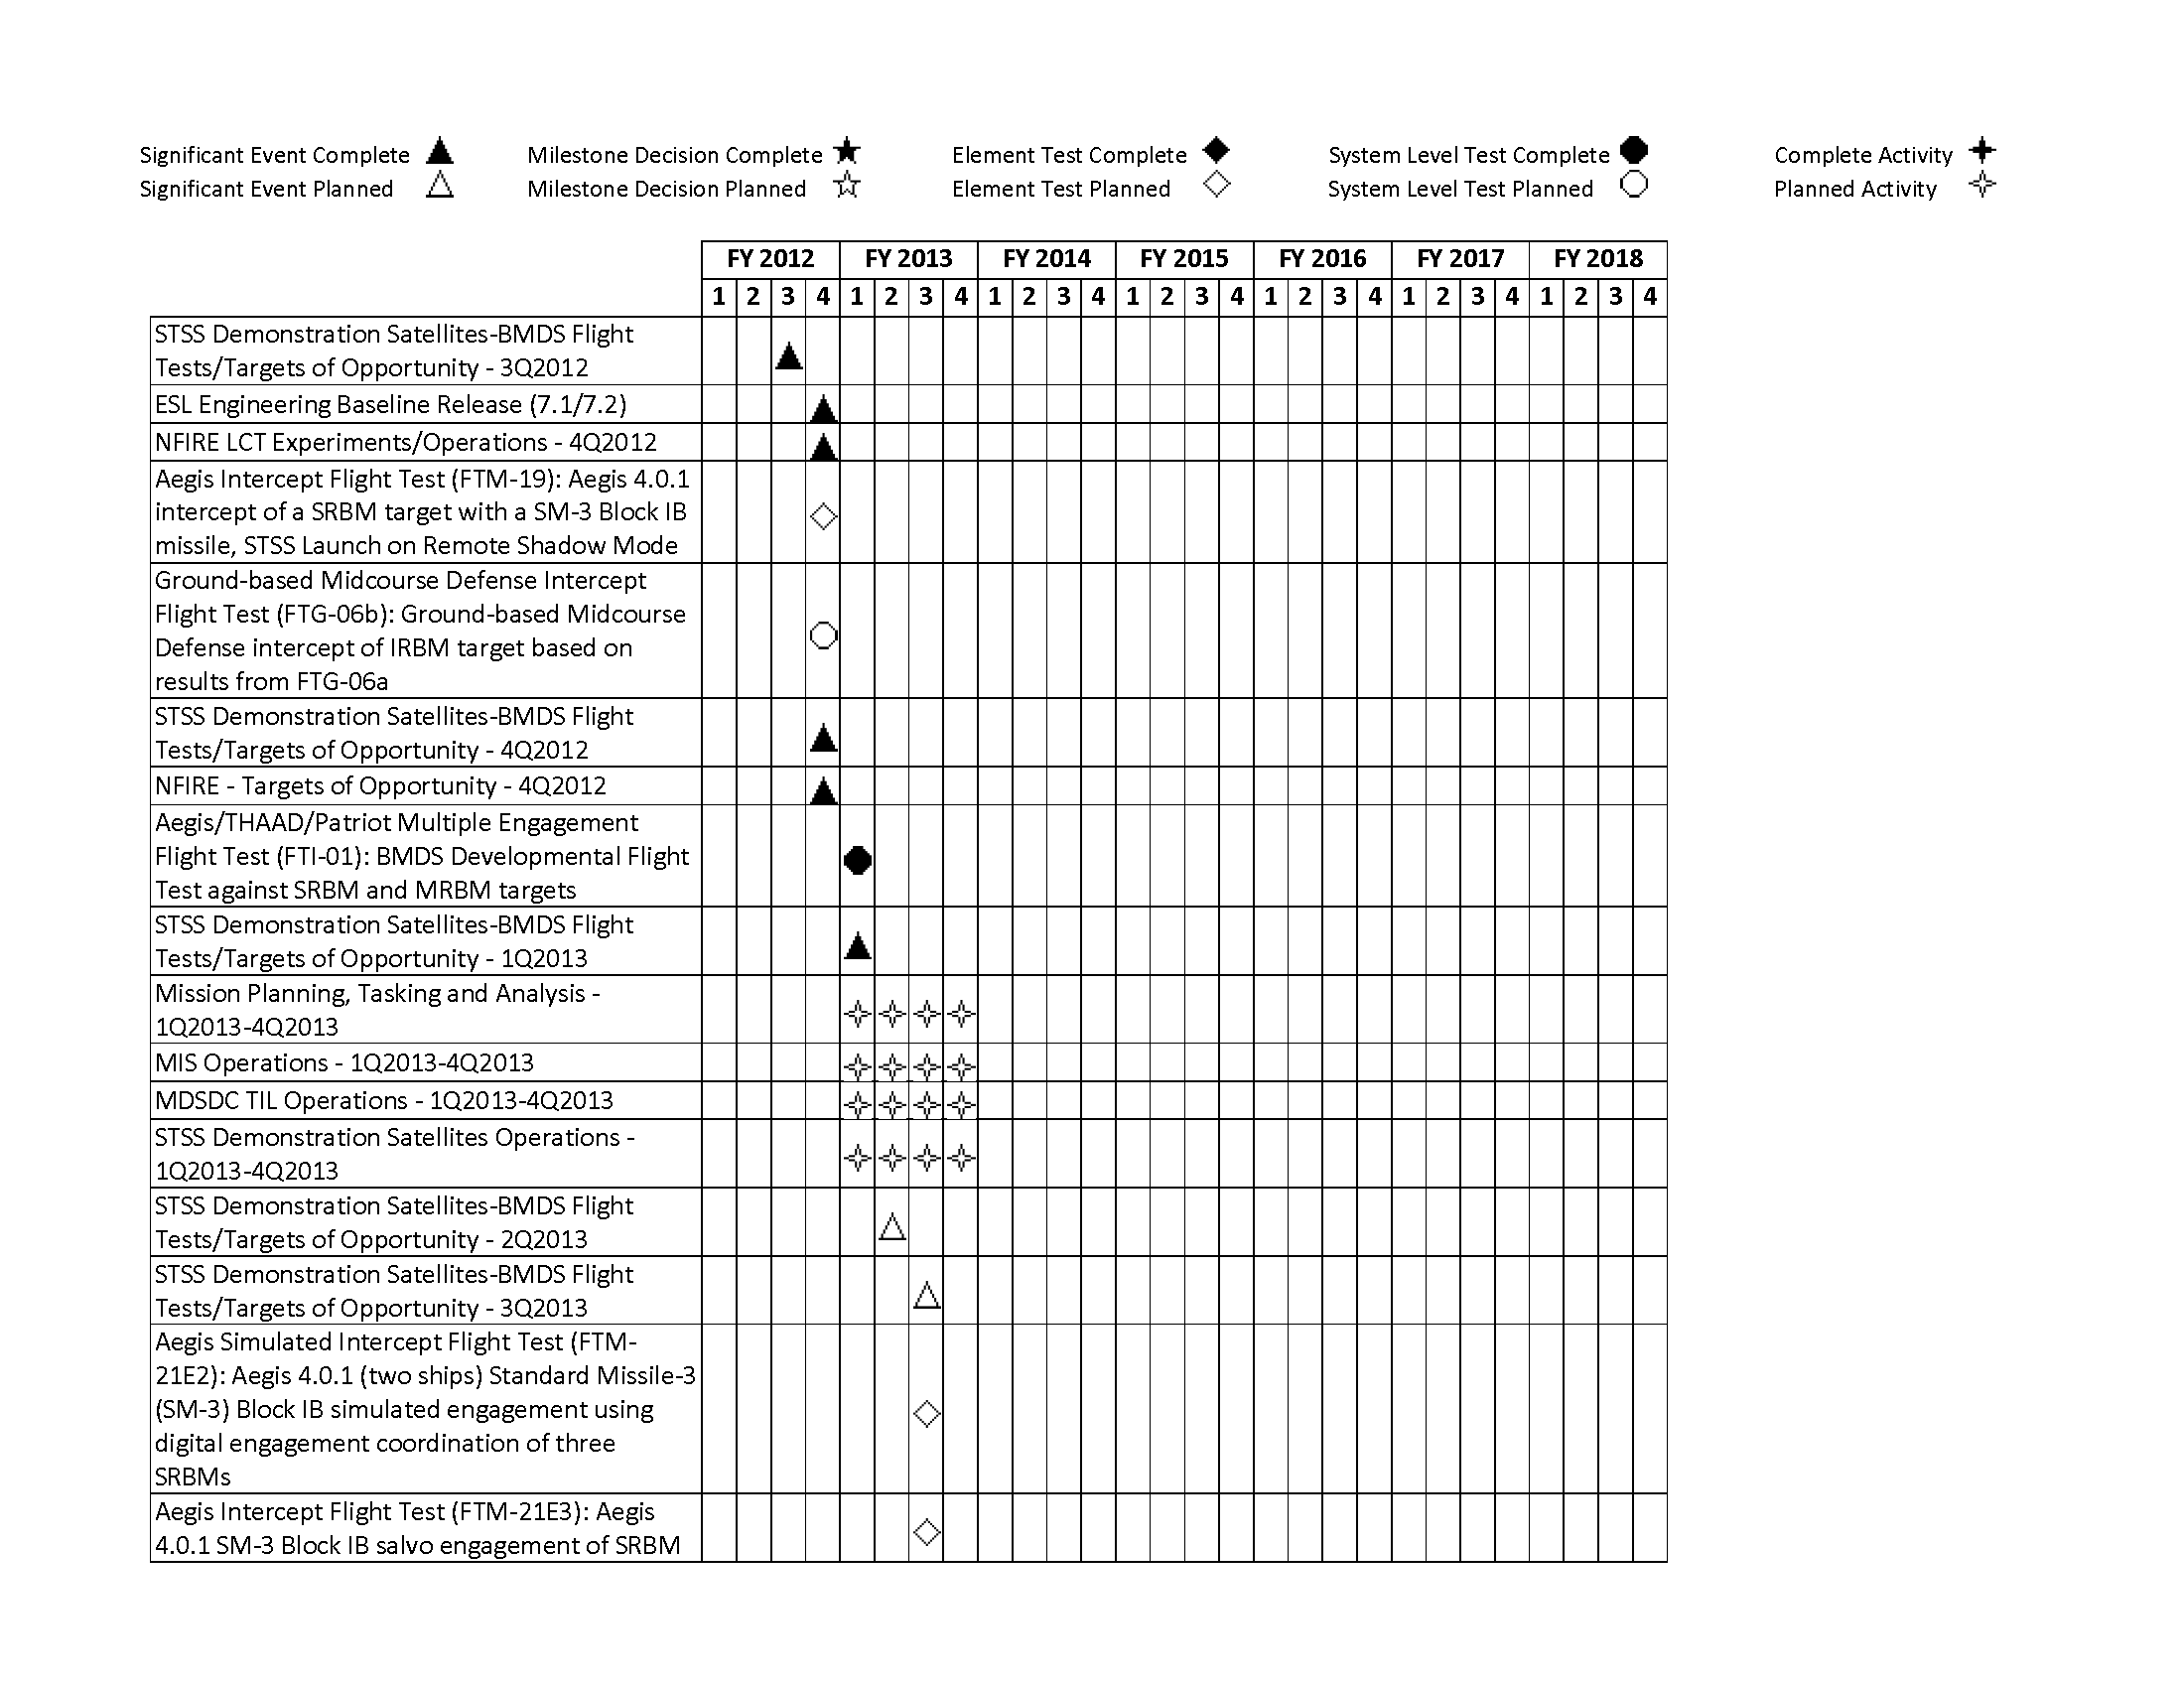 Significant Event Complete Milestone Decision Complete Element Test Complete System Level Test Complete Complete Activity
Significant Event Planned Milestone Decision Planned Element Test Planned System Level Test Planned Planned Activity
FY 2012 FY 2013 FY 2014 FY 2015 FY 2016 FY 2017 FY 2018
1 2 3 4 1 2 3 4 1 2 3 4 1 2 3 4 1 2 3 4 1 2 3 4 1 2 3 4
STSS Demonstration Satellites-BMDS Flight
Tests/Targets of Opportunity - 3Q2012
ESL Engineering Baseline Release (7.1/7.2)
NFIRE LCT Experiments/Operations - 4Q2012
Aegis Intercept Flight Test (FTM-19): Aegis 4.0.1
intercept of a SRBM target with a SM-3 Block IB
missile, STSS Launch on Remote Shadow Mode
Ground-based Midcourse Defense Intercept
Flight Test (FTG-06b): Ground-based Midcourse
Defense intercept of IRBM target based on
results from FTG-06a
STSS Demonstration Satellites-BMDS Flight
Tests/Targets of Opportunity - 4Q2012
NFIRE - Targets of Opportunity - 4Q2012
Aegis/THAAD/Patriot Multiple Engagement
Flight Test (FTI-01): BMDS Developmental Flight
Test against SRBM and MRBM targets
STSS Demonstration Satellites-BMDS Flight
Tests/Targets of Opportunity - 1Q2013
Mission Planning, Tasking and Analysis -
1Q2013-4Q2013
MIS Operations - 1Q2013-4Q2013
MDSDC TIL Operations - 1Q2013-4Q2013
STSS Demonstration Satellites Operations -
1Q2013-4Q2013
STSS Demonstration Satellites-BMDS Flight
Tests/Targets of Opportunity - 2Q2013
STSS Demonstration Satellites-BMDS Flight
Tests/Targets of Opportunity - 3Q2013
Aegis Simulated Intercept Flight Test (FTM-
21E2): Aegis 4.0.1 (two ships) Standard Missile-3
(SM-3) Block IB simulated engagement using
digital engagement coordination of three
SRBMs
Aegis Intercept Flight Test (FTM-21E3): Aegis
4.0.1 SM-3 Block IB salvo engagement of SRBM